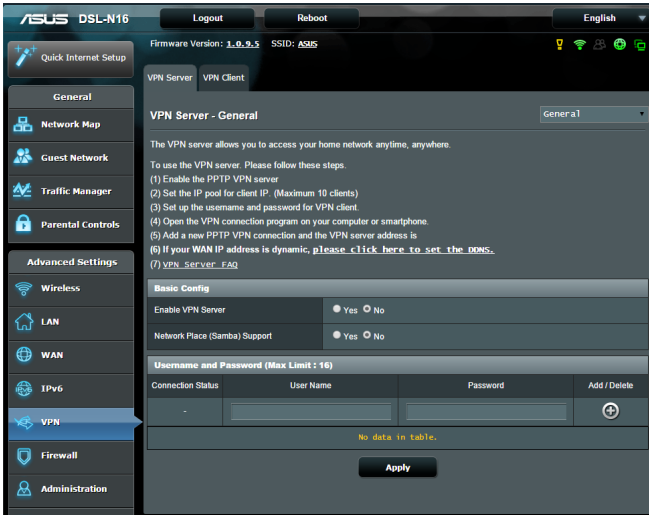 ASUS DSL-N16
Logout
Reboot
English
Quick Internet Setup
Firmware Version: 1.0.9.5 SSID: ASUS
General
Network Map
Guest Network
Traffic Manager
Parental Controls
Advanced Settings
Wireless
LAN
WAN
IPv6
VPN
Firewall
Administration
VPN Server
VPN Client
VPN Server - General
General
The VPN server allows you to access your home network anytime, anywhere.
To use the VPN server. Please follow these steps.
(1) Enable the PPTP VPN server
(2) Set the IP pool for client IP. (Maximum 10 clients)
(3) Set up the username and password for VPN client.
(4) Open the VPN connection program on your computer or smartphone.
(5) Add a new PPTP VPN connection and the VPN server address is
(6) If your WAN IP address is dynamic, please click here to set the DDNS.
(7) VPN Server FAQ
Basic Config
Enable VPN Server Yes No
Network Place (Samba) Support Yes No
Username and Password (Max Limit : 16)
Connection Status User Name Password Add / Delete
-
No data in table.
Apply